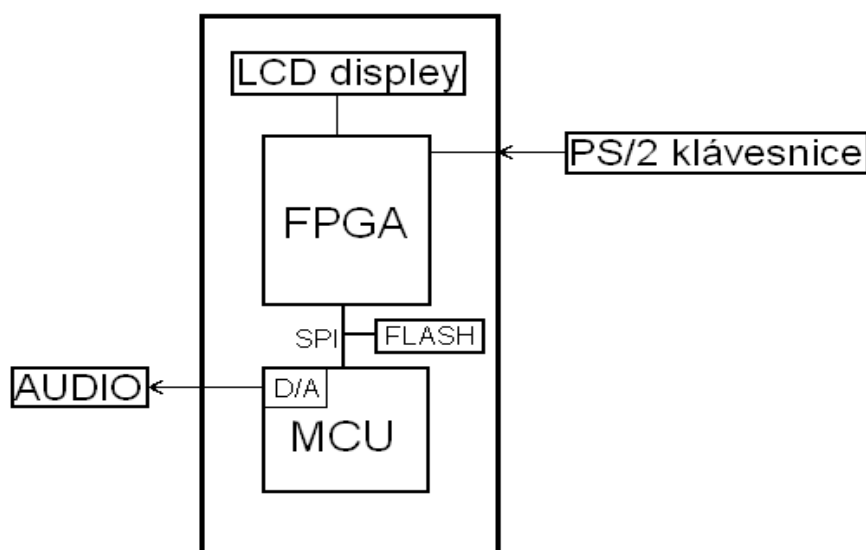 LCD displey
PS/2 klávesnice
FPGA
SPI
FLASH
AUDIO
D/A
MCU